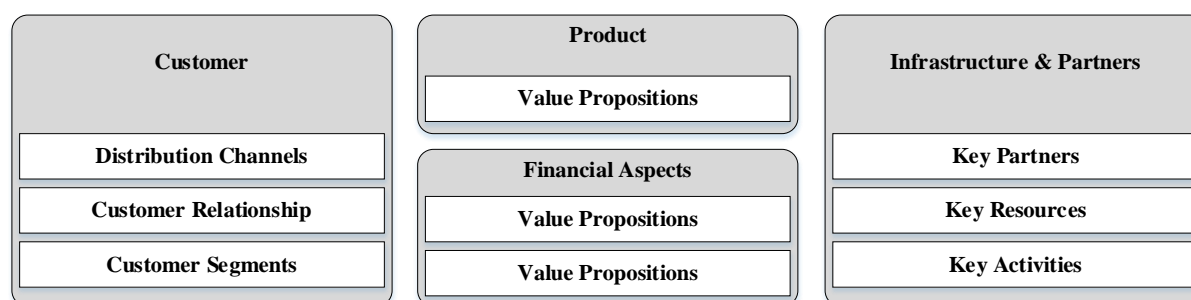 Customer
Distribution Channels
Customer Relationship
Customer Segments
Product
Value Propositions
Financial Aspects
Value Propositions
Value Propositions
Infrastructure & Partners
Key Partners
Key Resources
Key Activities